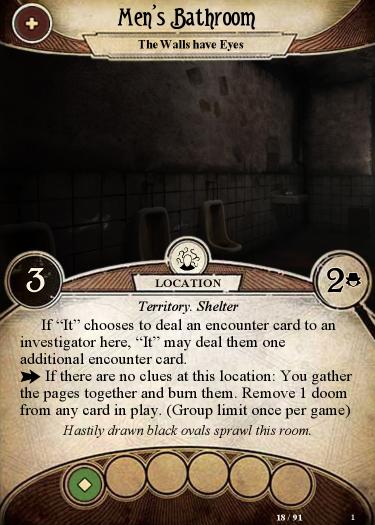 Men's Bathroom
The Walls have Eyes
3
2
LOCATION
Territory. Shelter
If “It” chooses to deal an encounter card to an
investigator here, “It” may deal them one
additional encounter card.
If there are no clues at this location: You gather
the pages together and burn them. Remove 1 doom
from any card in play. (Group limit once per game)
Hastily drawn black ovals sprawl this room.
18 / 91
1